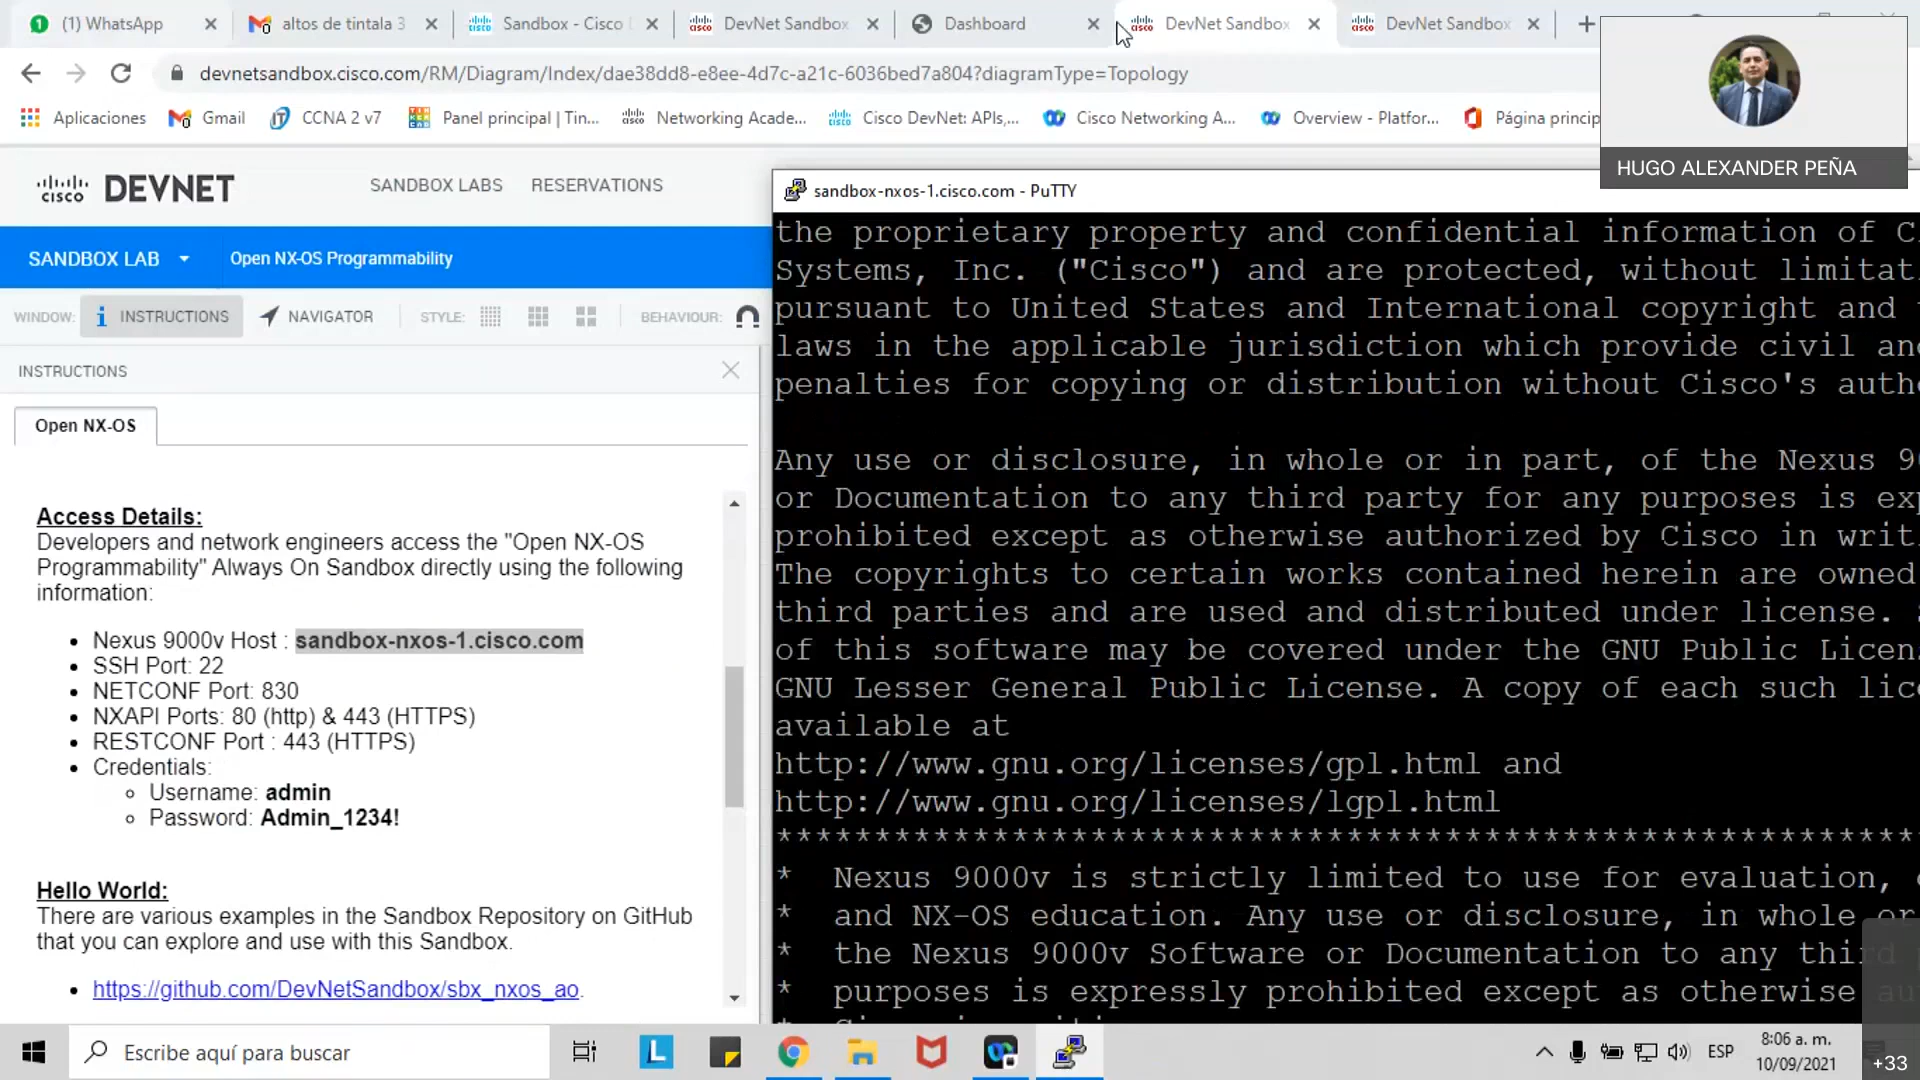 (1) WhatsApp
altos de tintala 3
Sandbox - Cisco
DevNet Sandbox
Dashboard
DevNet Sandbox
DevNet Sandbox
devnetsandbox.cisco.com/RM/Diagram/Index/dae38dd8-e8ee-4d7c-a21c-6036bed7a804?diagramType=Topology
Aplicaciones
Gmail
CCNA 2 v7
Panel principal | Tin...
Networking Acade...
Cisco DevNet: APIs,...
Cisco Networking A...
Overview - Platfor...
Página princip
HUGO ALEXANDER PEÑA
cisco DEVNET
SANDBOX LABS
RESERVATIONS
SANDBOX LAB
Open NX-OS Programmability
WINDOW:
INSTRUCTIONS
NAVIGATOR
STYLE:
BEHAVIOUR:
INSTRUCTIONS
Open NX-OS
Access Details:
Developers and network engineers access the "Open NX-OS
Programmability" Always On Sandbox directly using the following
information:
• Nexus 9000v Host : sandbox-nxos-1.cisco.com
• SSH Port: 22
• NETCONF Port: 830
• NXAPI Ports: 80 (http) & 443 (HTTPS)
• RESTCONF Port : 443 (HTTPS)
• Credentials:
◦ Username: admin
◦ Password: Admin_1234!
Hello World:
There are various examples in the Sandbox Repository on GitHub
that you can explore and use with this Sandbox.
• https://github.com/DevNetSandbox/sbx_nxos_ao.
sandbox-nxos-1.cisco.com - PuTTY
the proprietary property and confidential information of
Systems, Inc. ("Cisco") and are protected, without limitat
pursuant to United States and International copyright and
laws in the applicable jurisdiction which provide civil an
penalties for copying or distribution without Cisco's auth
Any use or disclosure, in whole or in part, of the Nexus 9
or Documentation to any third party for any purposes is ex
prohibited except as otherwise authorized by Cisco in writ
The copyrights to certain works contained herein are owned
third parties and are used and distributed under license.
of this software may be covered under the GNU Public Licen
GNU Lesser General Public License. A copy of each such lic
available at
http://www.gnu.org/licenses/gpl.html and
http://www.gnu.org/licenses/lgpl.html
**********************************************************
* Nexus 9000v is strictly limited to use for evaluation,
* and NX-OS education. Any use or disclosure, in whole or
* the Nexus 9000v Software or Documentation to any third
* purposes is expressly prohibited except as otherwise au
Escribe aquí para buscar
ESP
8:06 a. m.
10/09/2021
+33